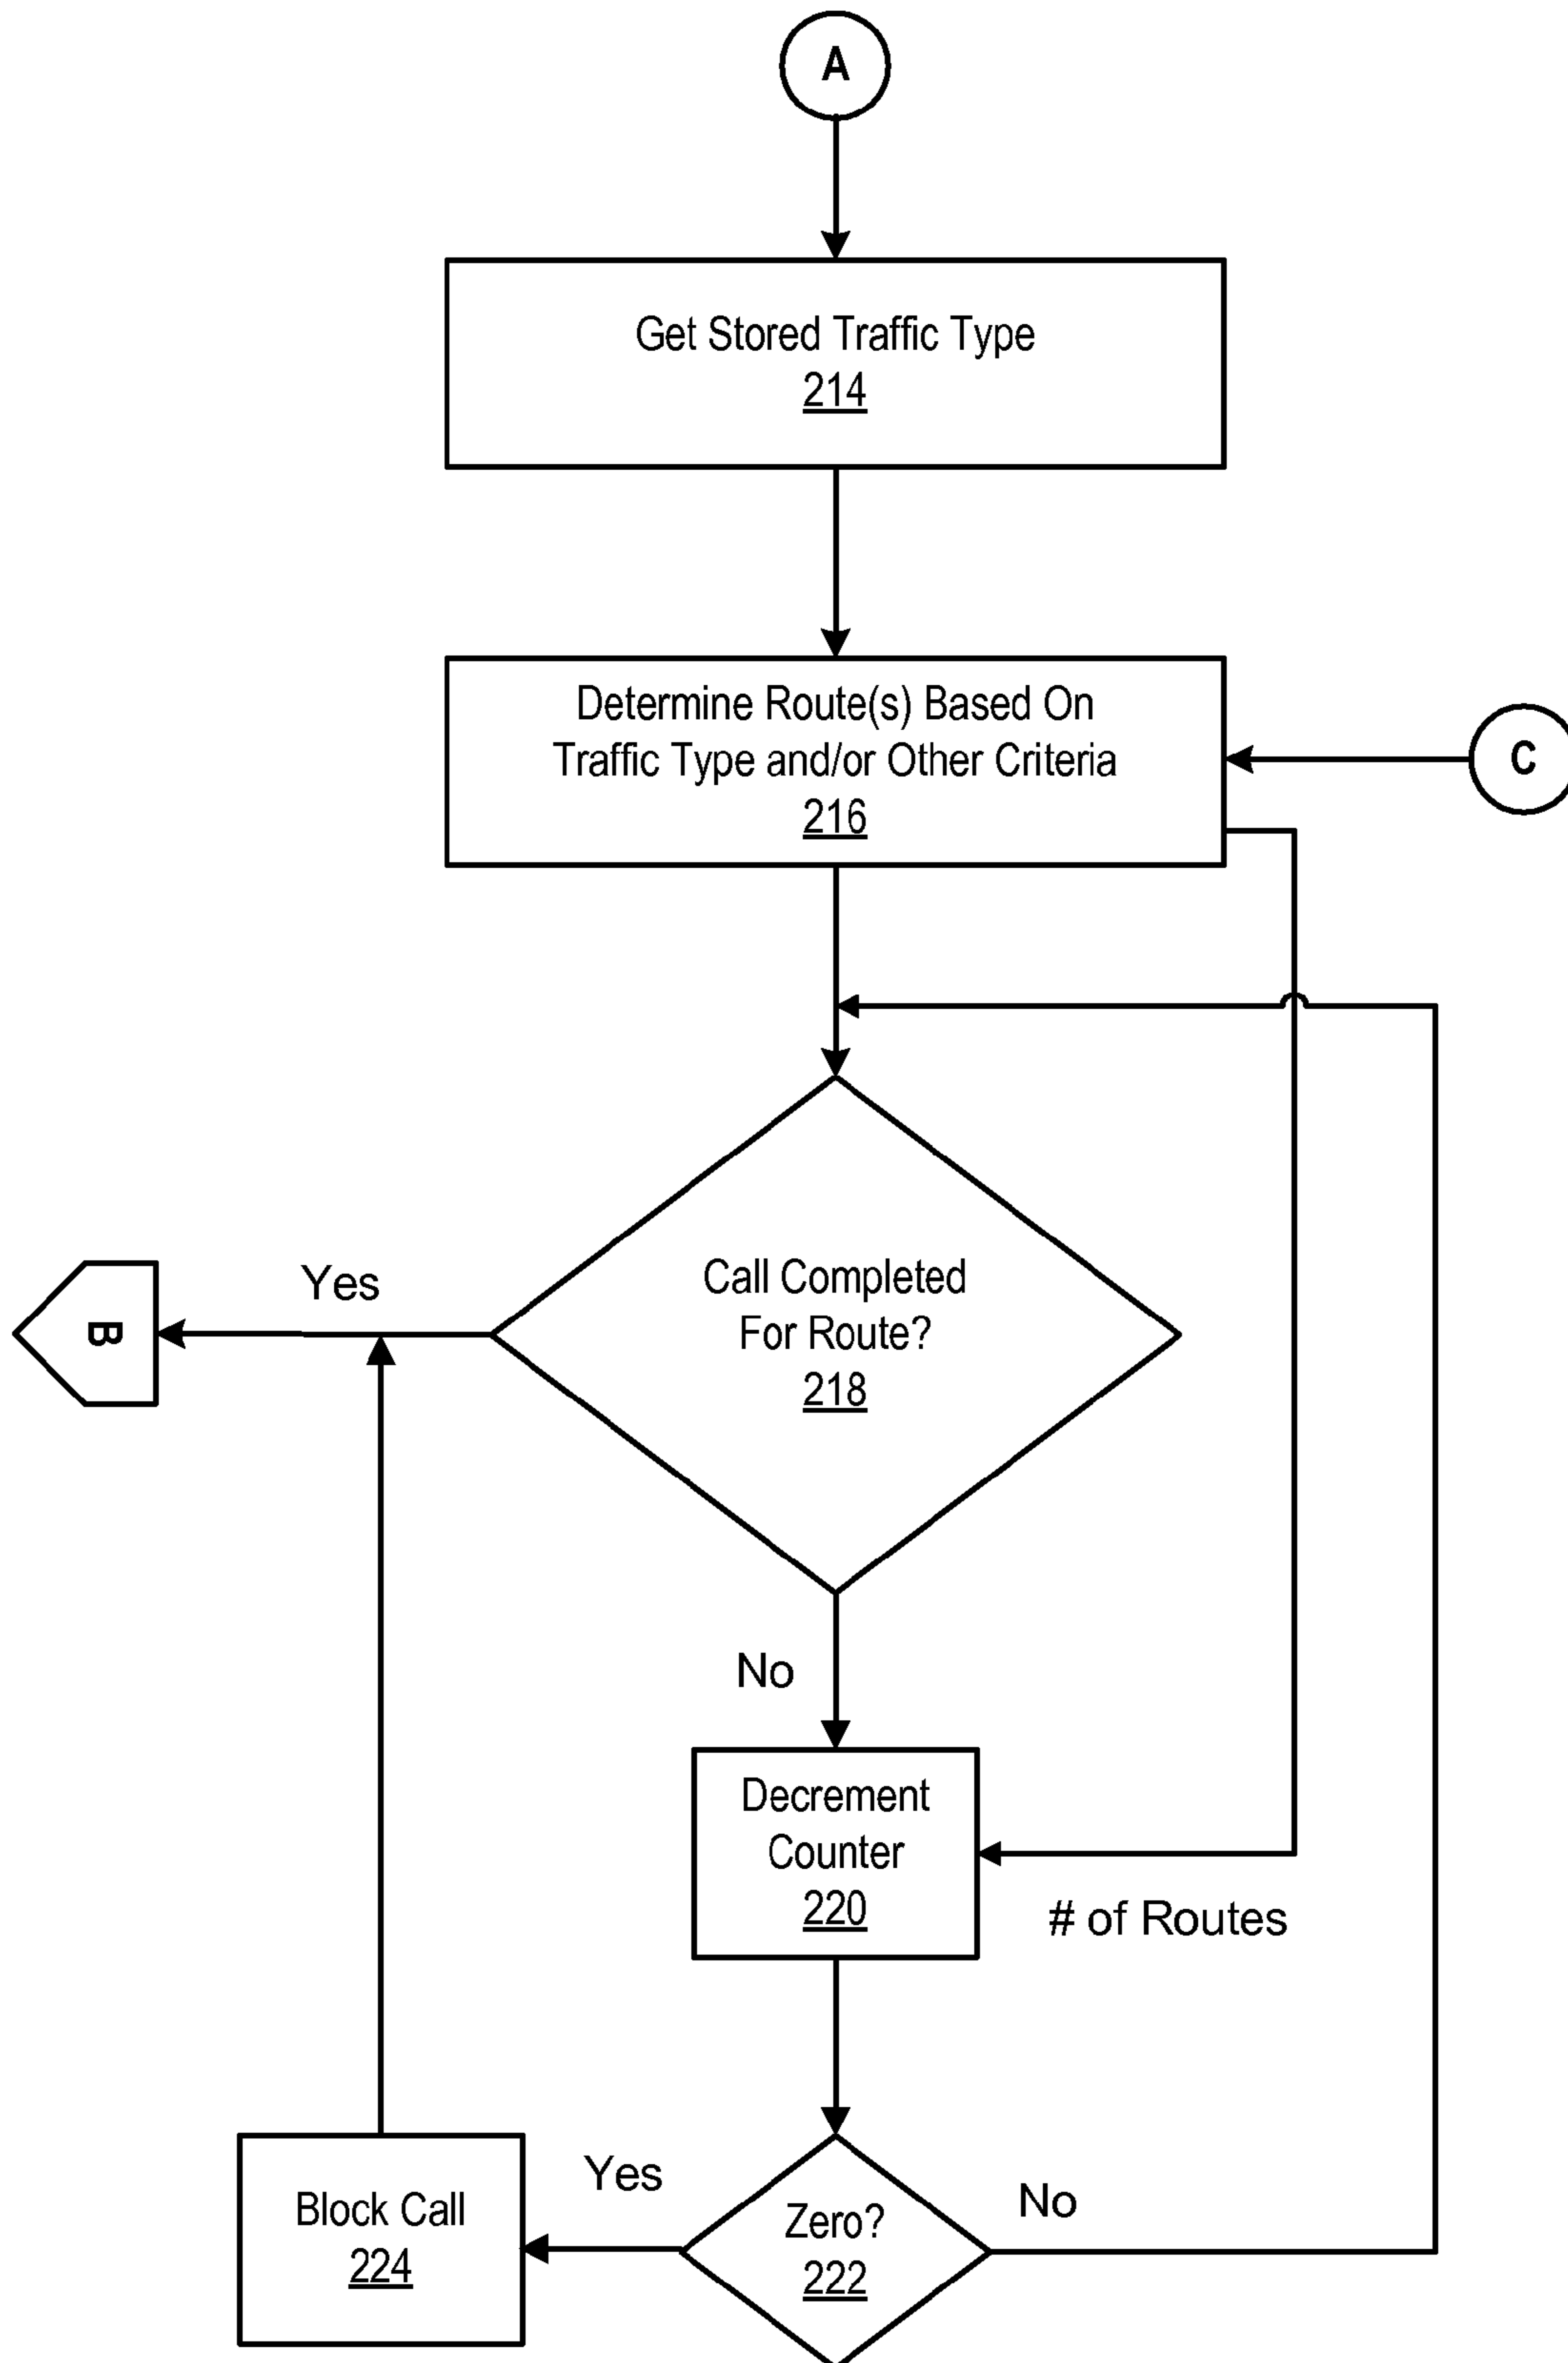 A
Get Stored Traffic Type
214
Determine Route(s) Based On
Traffic Type and/or Other Criteria
216
C
Call Completed
For Route?
218
Yes
B
No
Decrement
Counter
220
# of Routes
Block Call
224
Yes
Zero?
222
No